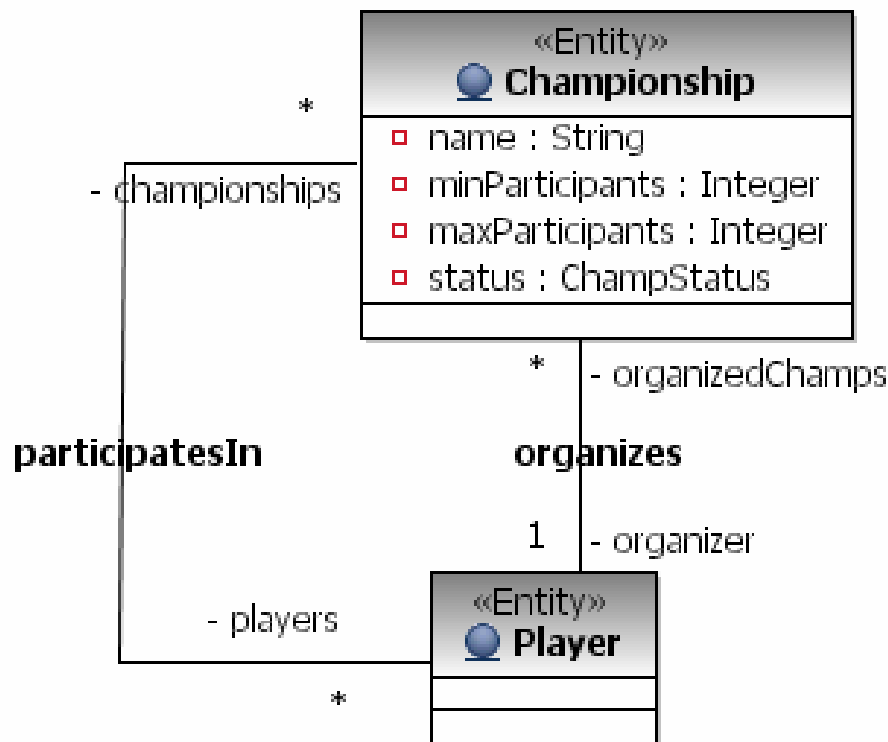 «Entity»
Championship
*
name : String
- championships
minParticipants : Integer
maxParticipants : Integer
status : ChampStatus
*
- organizedChamps
participatesIn
organizes
1
- organizer
«Entity»
- players
Player
*